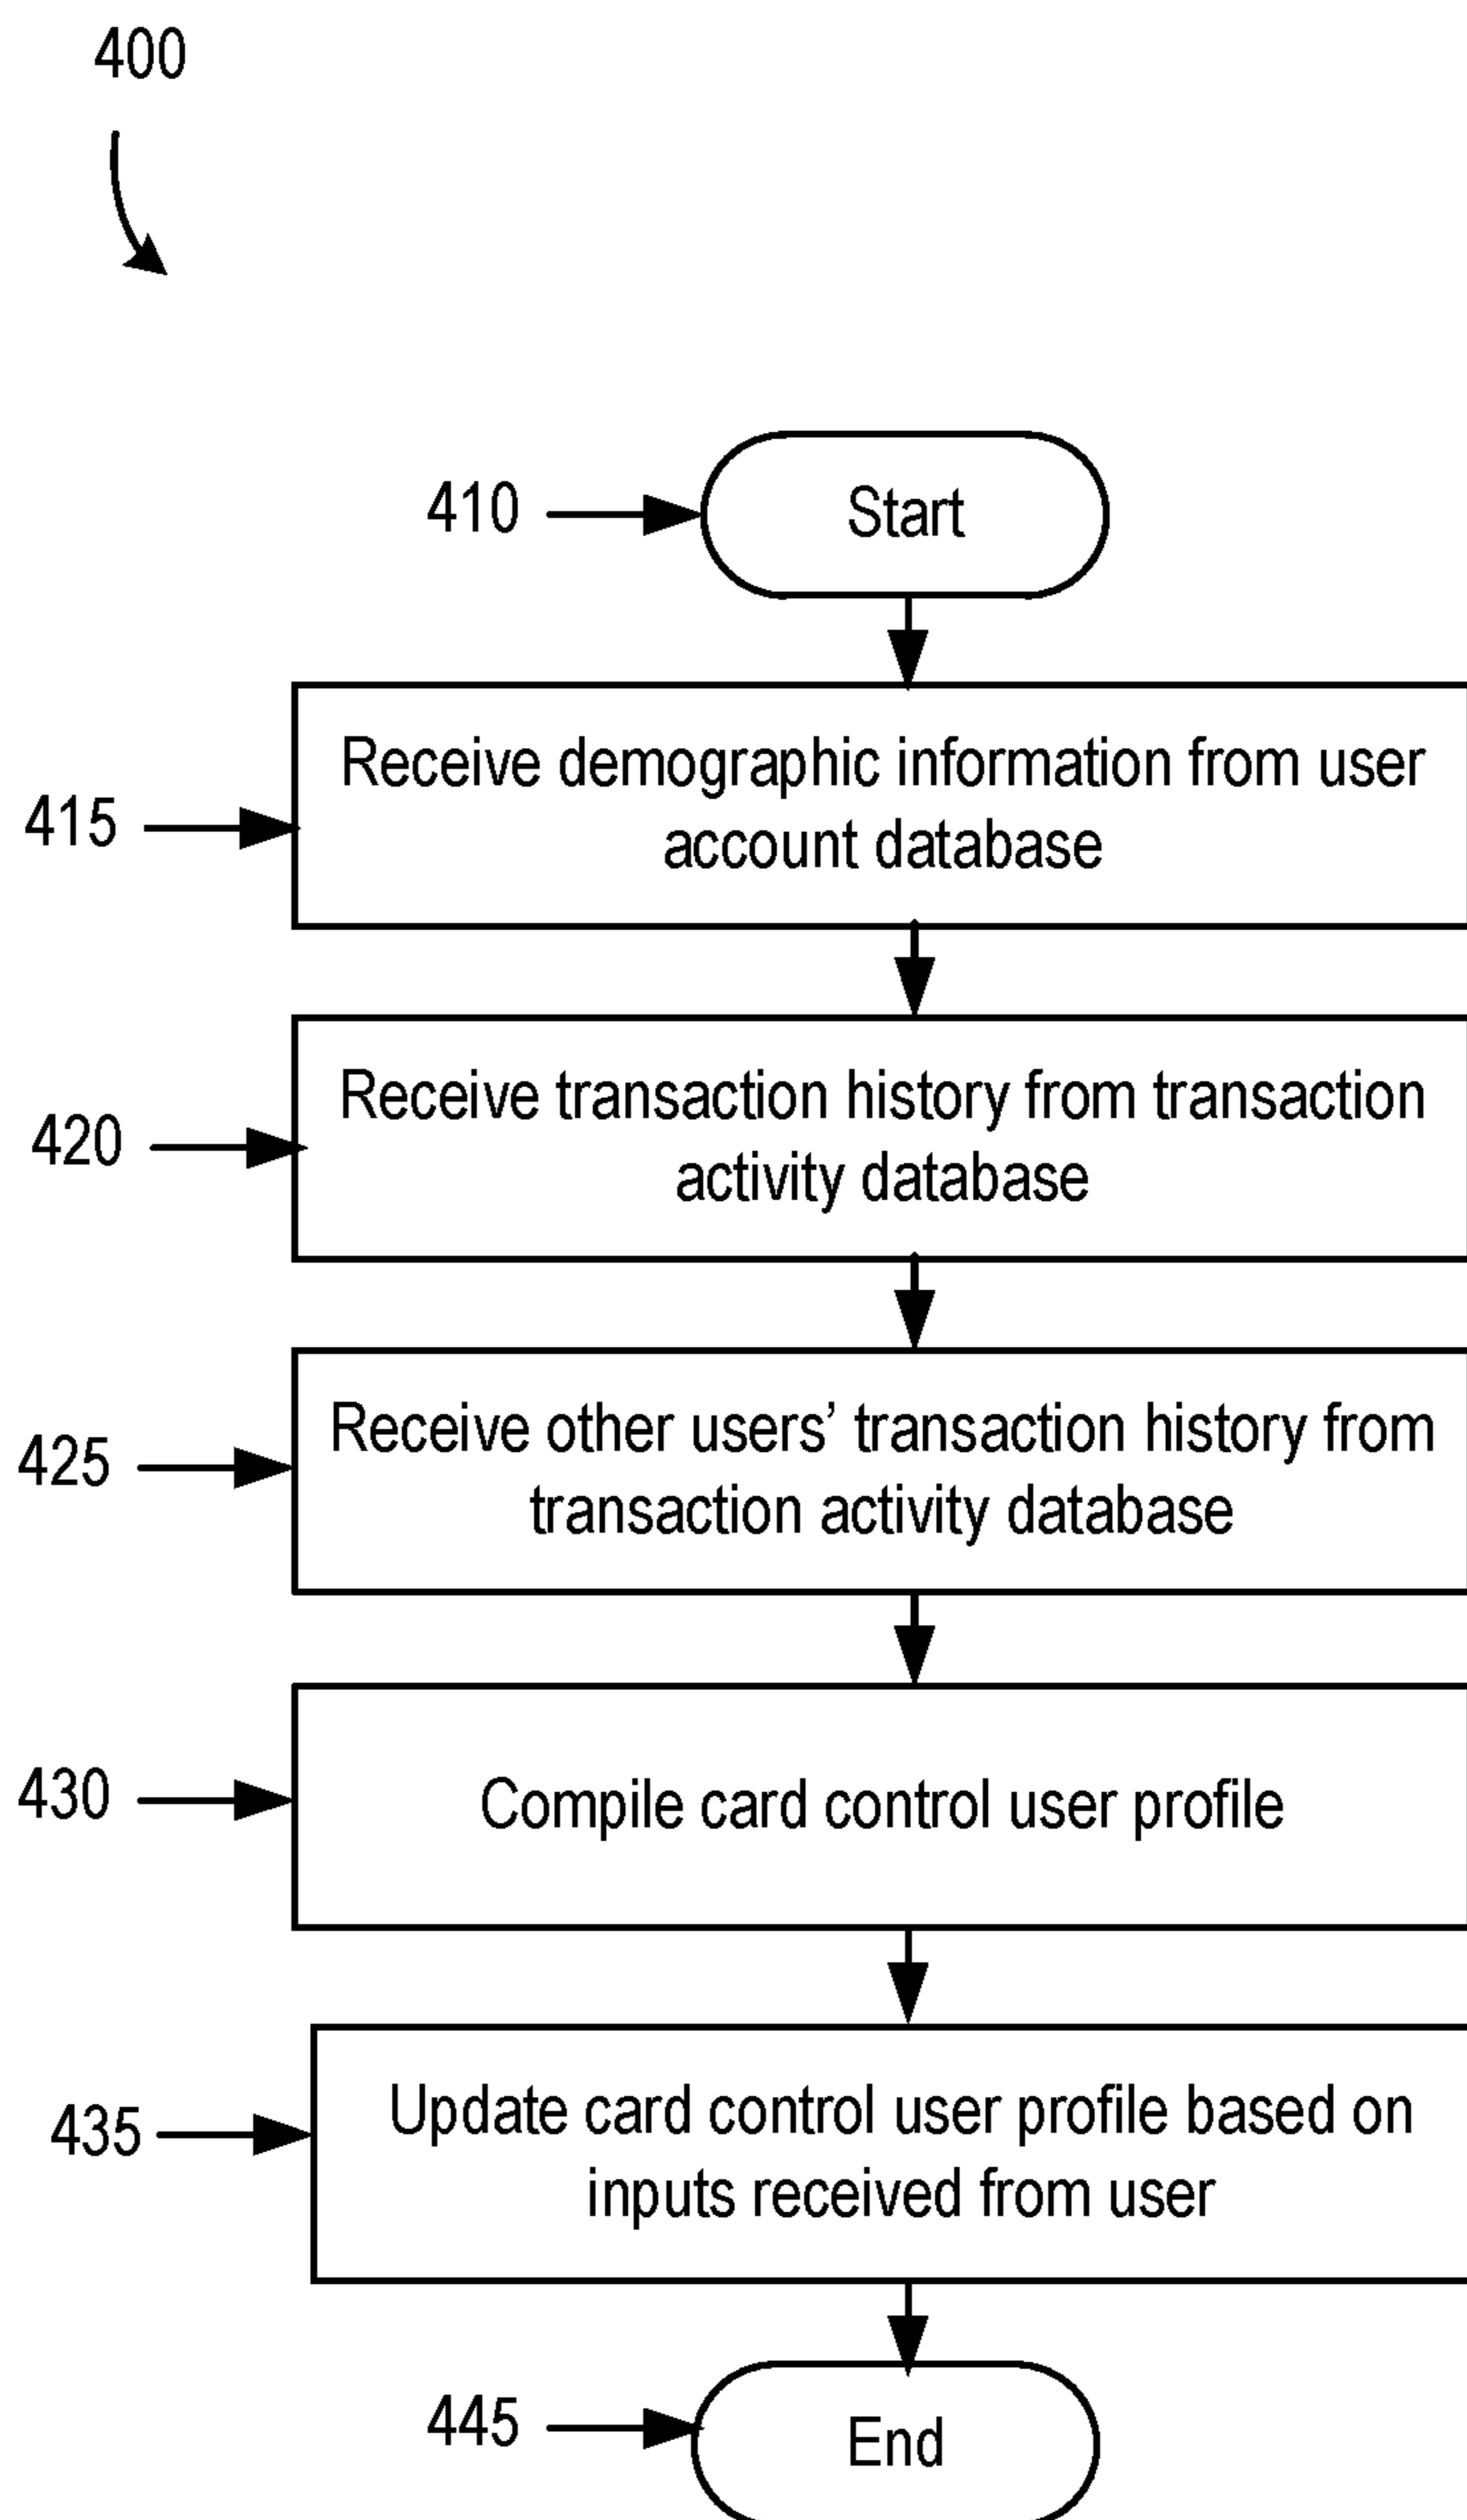 400
410
Start
415
Receive demographic information from user
account database
420
Receive transaction history from transaction
activity database
425
Receive other users’ transaction history from
transaction activity database
430
Compile card control user profile
435
Update card control user profile based on
inputs received from user
445
End